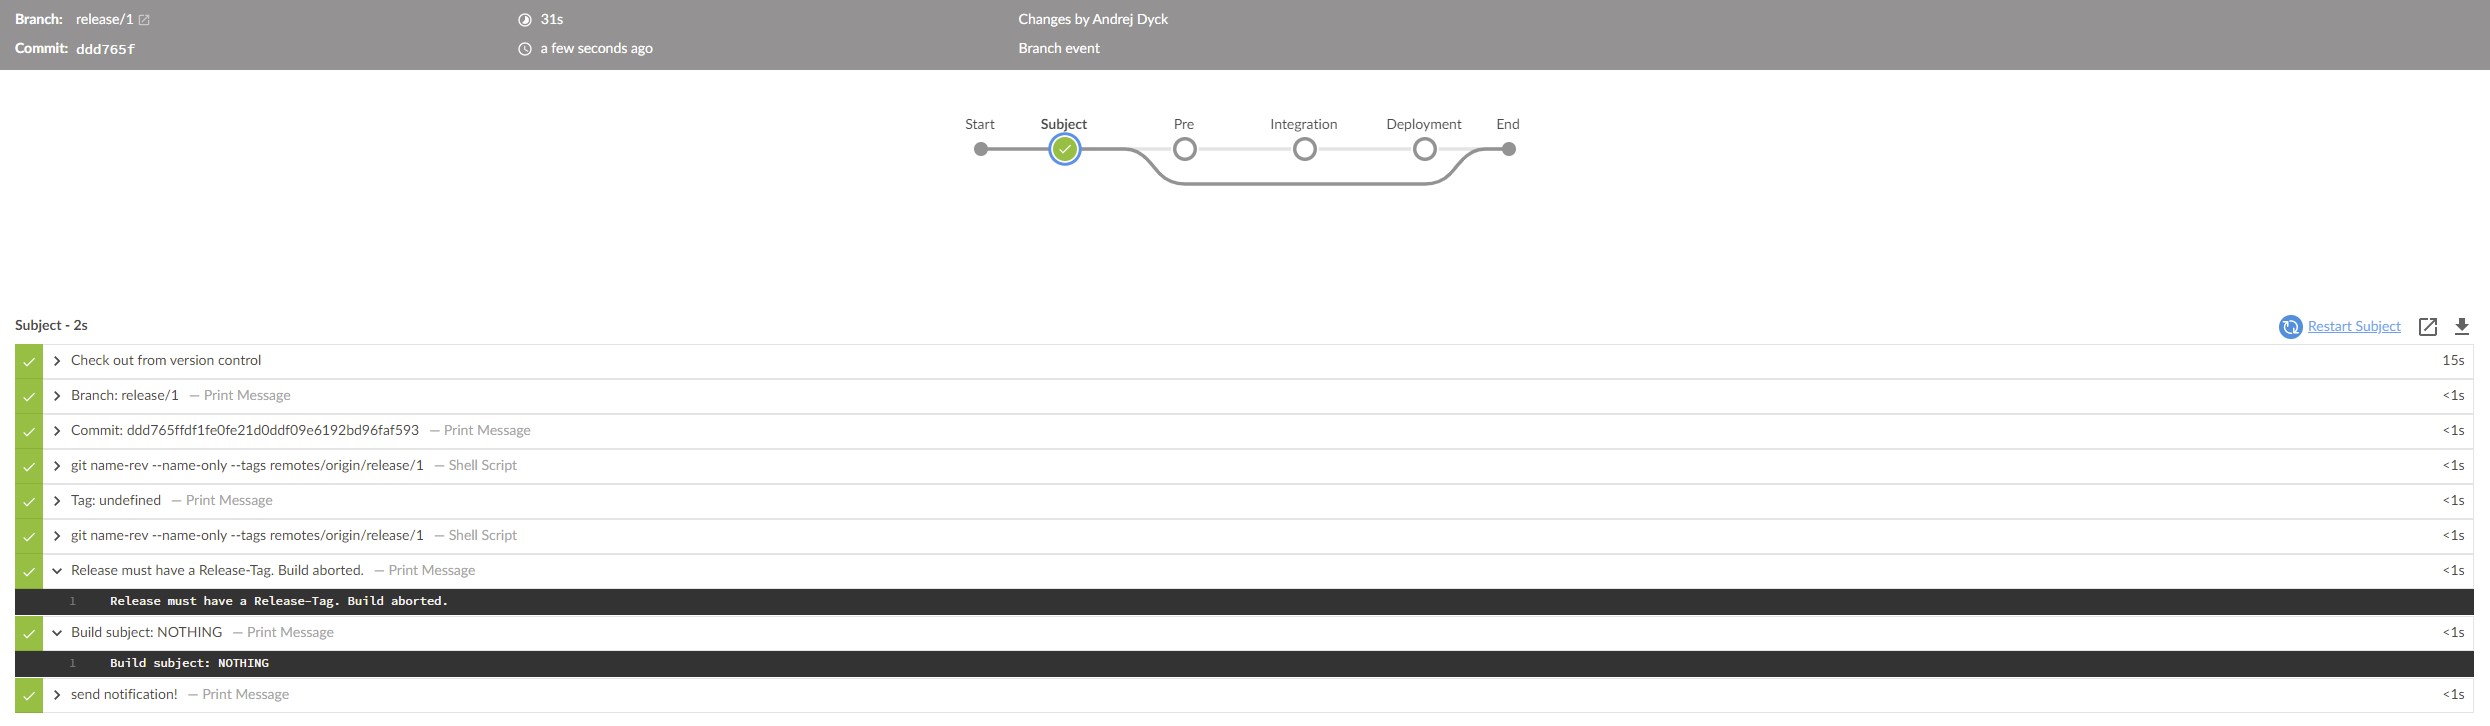 Branch: release/1 31s Changes by Andrej Dyck
Commit: ddd765f a few seconds ago Branch event
Start Subject Pre Integration Deployment End
Subject - 2s Restart Subject
Check out from version control 15s
Branch: release/1 — Print Message <1s
Commit: ddd765ffdf1fe0fe21d0ddf09e6192bd96faf593 — Print Message <1s
git name-rev --name-only --tags remotes/origin/release/1 — Shell Script <1s
Tag: undefined — Print Message <1s
git name-rev --name-only --tags remotes/origin/release/1 — Shell Script <1s
Release must have a Release-Tag. Build aborted. — Print Message <1s
1 Release must have a Release-Tag. Build aborted.
Build subject: NOTHING — Print Message <1s
1 Build subject: NOTHING
send notification! — Print Message <1s